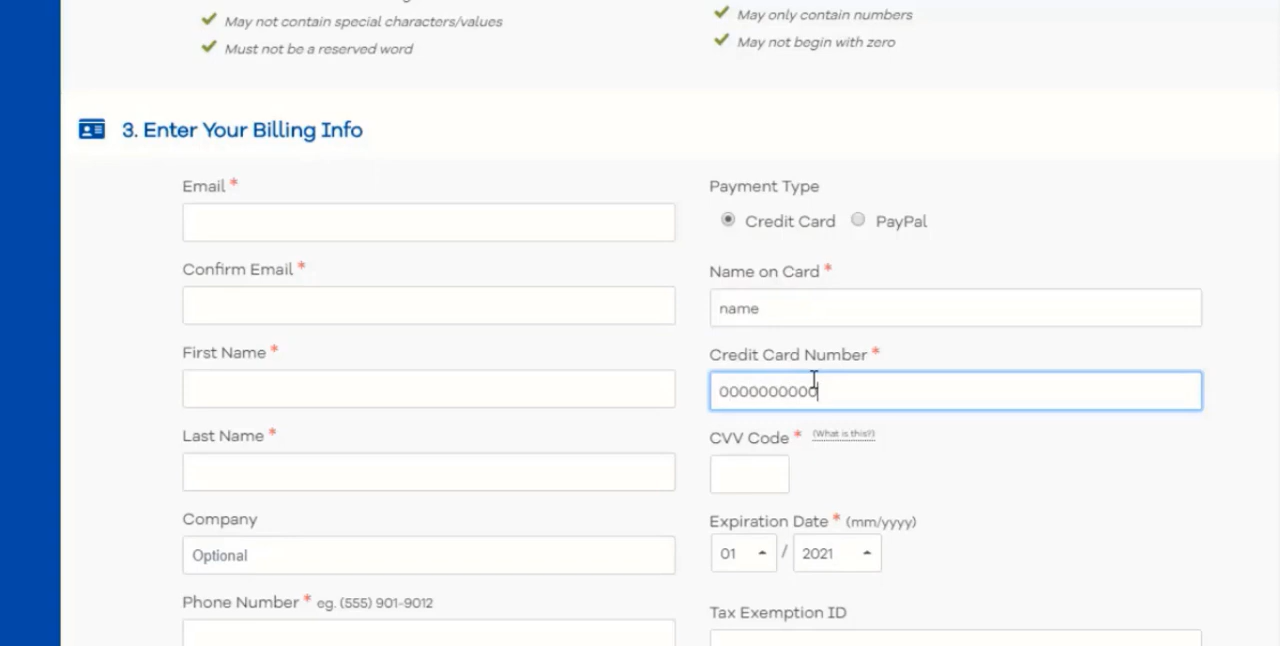 May not contain special characters/values
Must not be a reserved word
May only contain numbers
May not begin with zero
3. Enter Your Billing Info
Email *
Confirm Email *
First Name *
Last Name *
Company
Optional
Phone Number * eg. (555) 901-9012
Payment Type
Credit Card PayPal
Name on Card *
name
Credit Card Number *
0000000000
CVV Code * (What is this?)
Expiration Date * (mm/yyyy)
01 / 2021
Tax Exemption ID